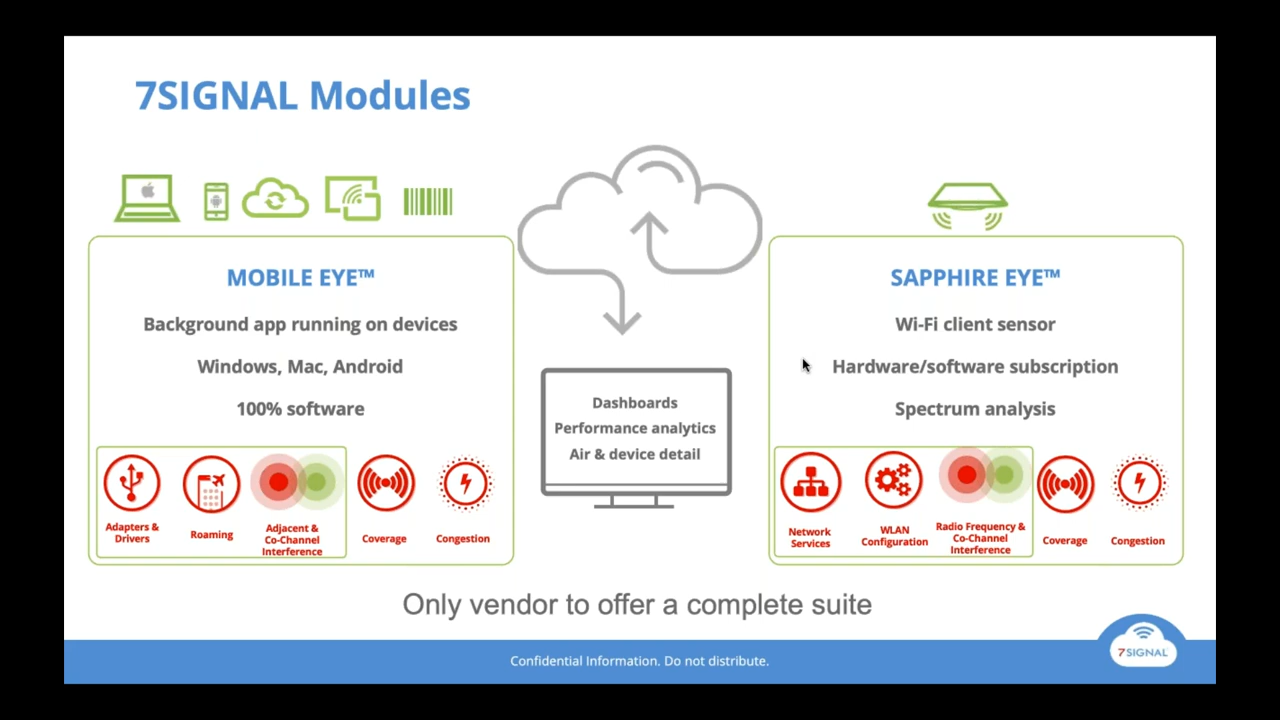 7SIGNAL Modules
MOBILE EYE™
Background app running on devices
Windows, Mac, Android
100% software
Adapters &
Drivers
Roaming
Adjacent &
Co-Channel
Interference
Coverage
Congestion
Dashboards
Performance analytics
Air & device detail
SAPPHIRE EYE™
Wi-Fi client sensor
Hardware/software subscription
Spectrum analysis
Network
Services
WLAN
Configuration
Radio Frequency &
Co-Channel
Interference
Coverage
Congestion
Only vendor to offer a complete suite
Confidential Information. Do not distribute.
7SIGNAL